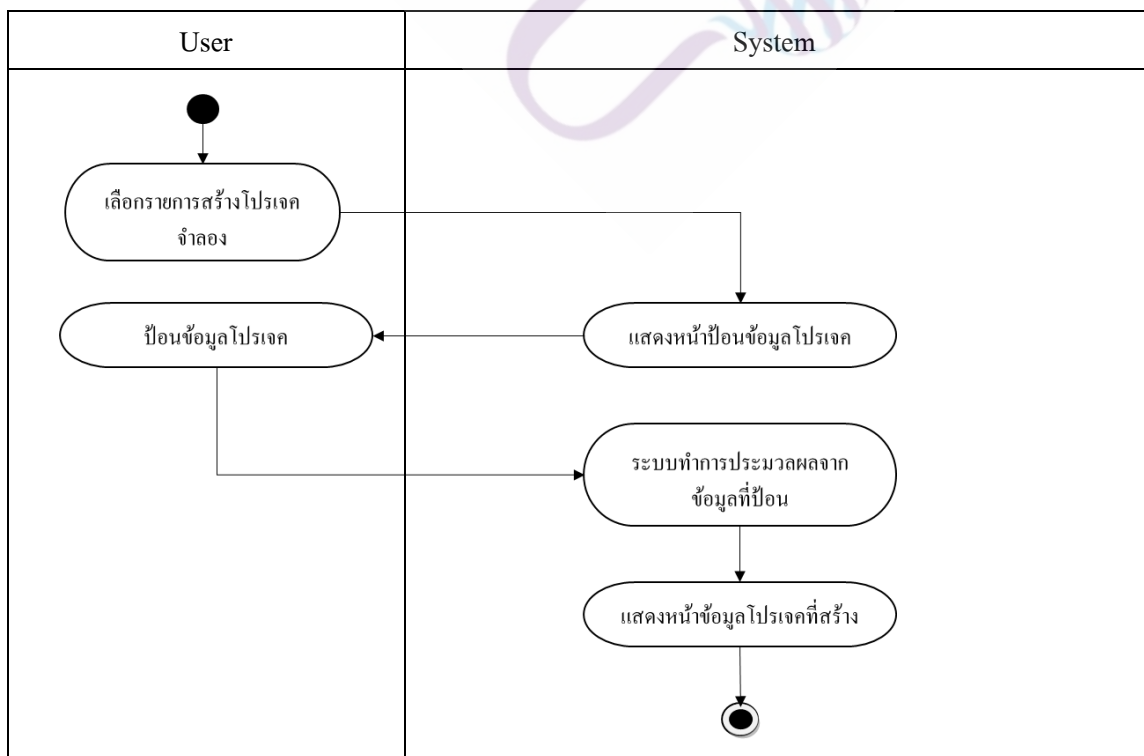 User
System
เลือกรายการสร้างโปรเจค
จำลอง
ป้อนข้อมูลโปรเจค
แสดงหน้าป้อนข้อมูลโปรเจค
ระบบทำการประมวลผลจาก
ข้อมูลที่ป้อน
แสดงหน้าข้อมูลโปรเจคที่สร้าง